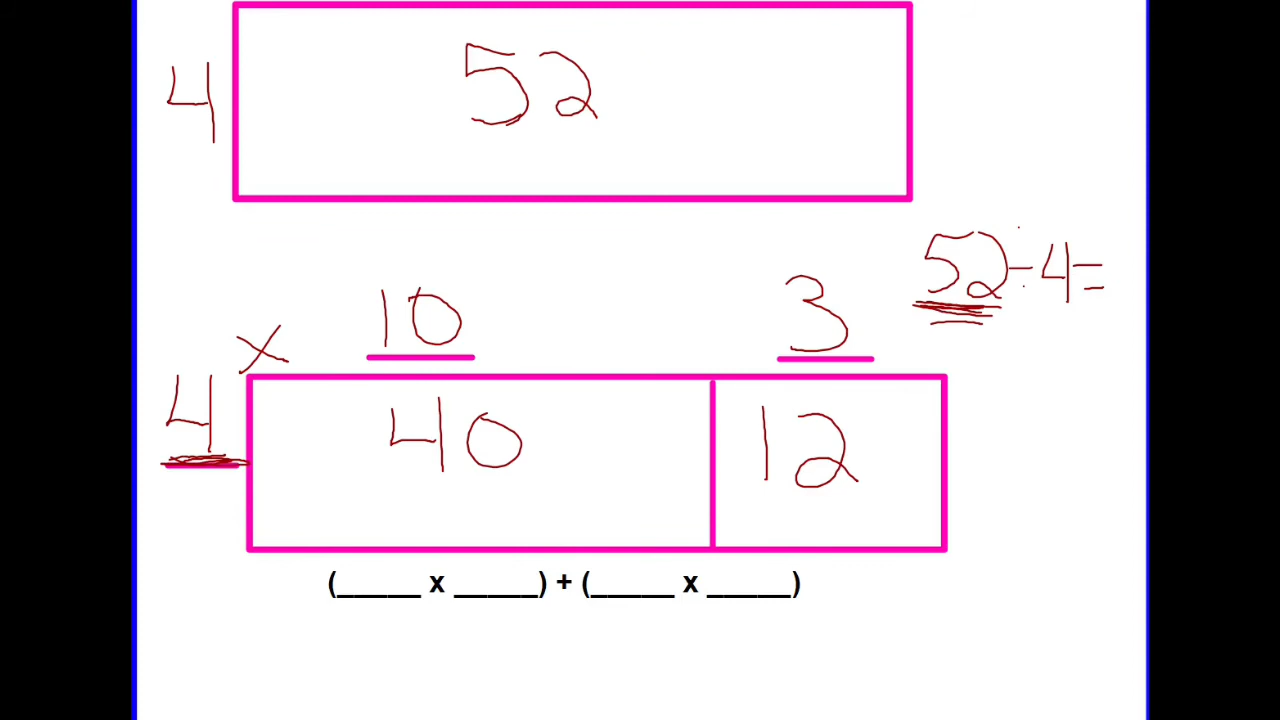 4 52
52 ÷ 4 =
10 3
x
4 40 12
(_____ x _____) + (_____ x _____)